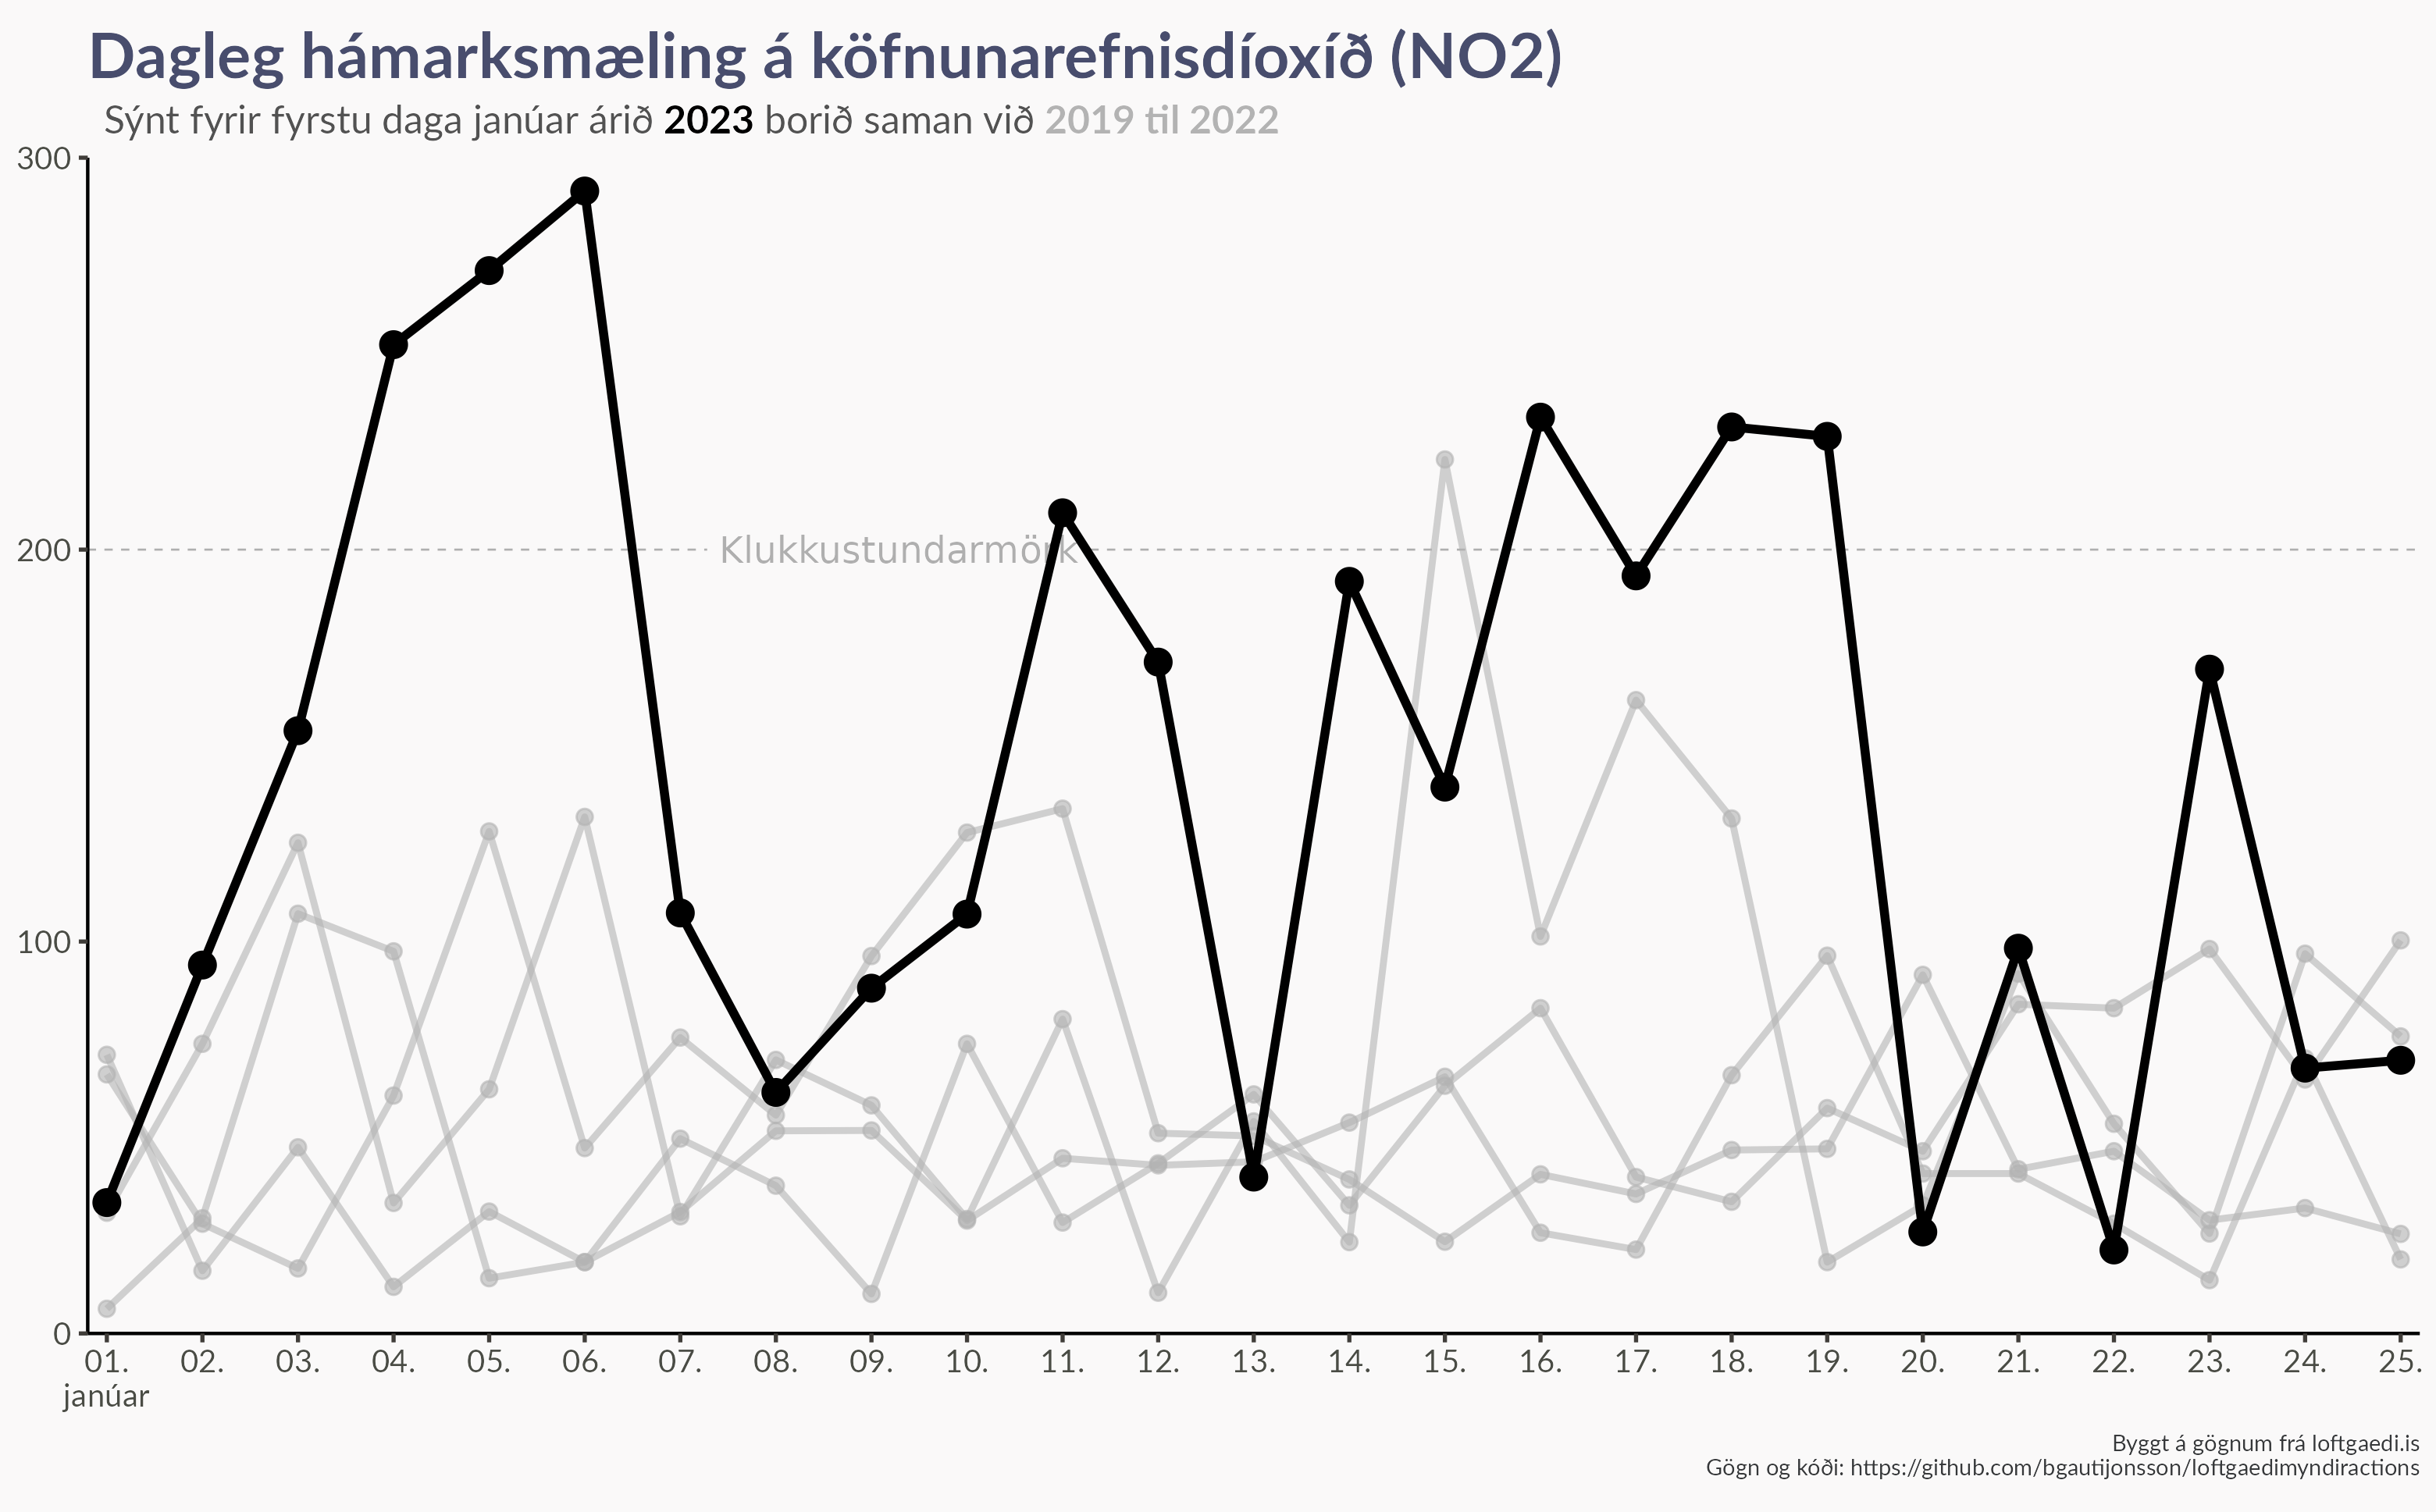 Dagleg hámarksmæling á köfnunarefnisdíoxíð (NO2)
Sýnt fyrir fyrstu daga janúar árið 2023 borið saman við 2019 til 2022
300
200
Klukkustundarmörk
100
0
01. 02. 03. 04. 05. 06. 07. 08. 09. 10. 11. 12. 13. 14. 15. 16. 17. 18. 19. 20. 21. 22. 23. 24. 25.
janúar
Byggt á gögnum frá loftgaedi.is
Gögn og kóði: https://github.com/bgautijonsson/loftgaedimyndiractions